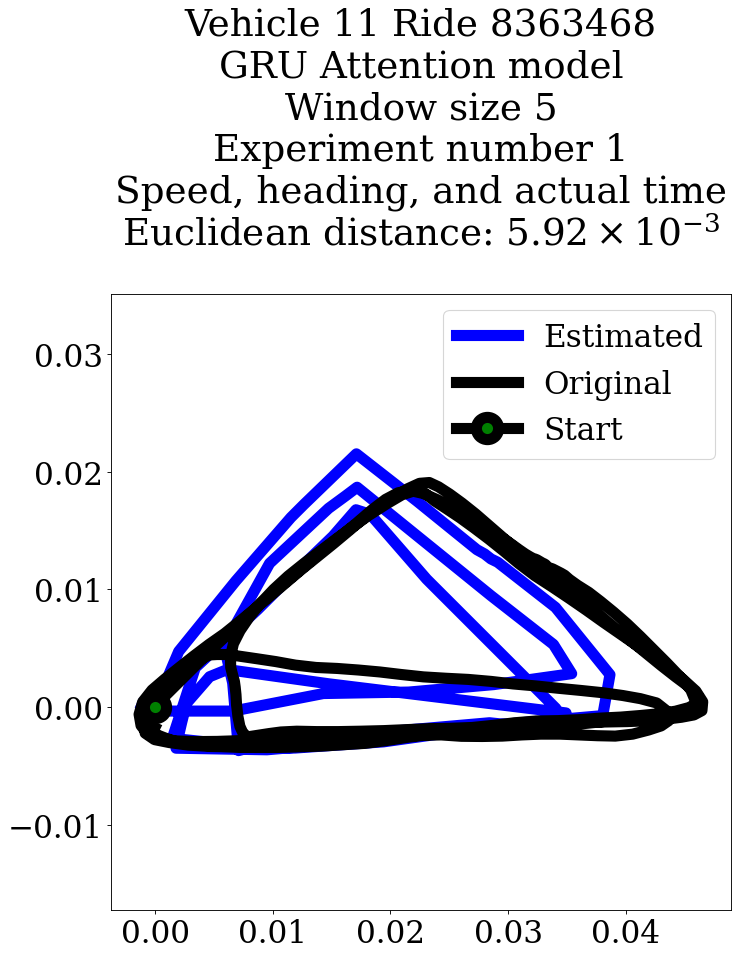 Vehicle 11 Ride 8363468
GRU Attention model
Window size 5
Experiment number 1
Speed, heading, and actual time
Euclidean distance: 5.92 × 10⁻³
Estimated
Original
Start
0.03
0.02
0.01
0.00
−0.01
0.00 0.01 0.02 0.03 0.04